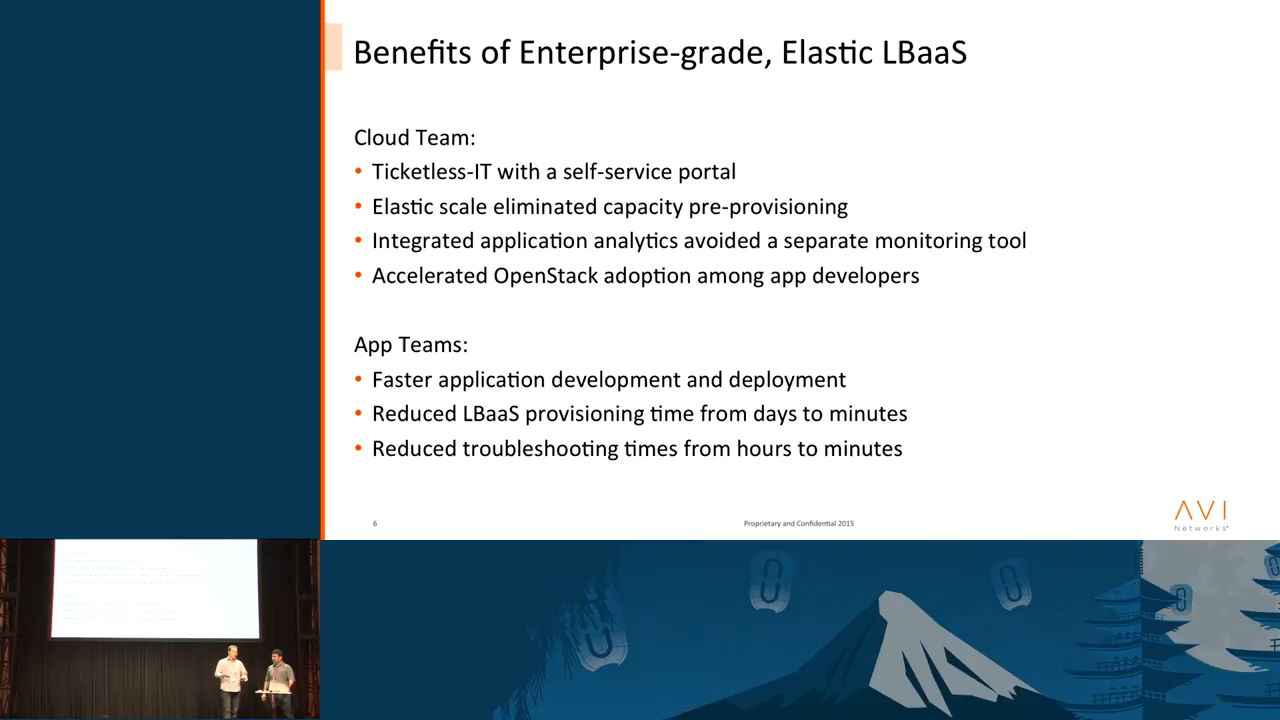 Benefits of Enterprise-grade, Elastic LBaaS
Cloud Team:
• Ticketless-IT with a self-service portal
• Elastic scale eliminated capacity pre-provisioning
• Integrated application analytics avoided a separate monitoring tool
• Accelerated OpenStack adoption among app developers
App Teams:
• Faster application development and deployment
• Reduced LBaaS provisioning time from days to minutes
• Reduced troubleshooting times from hours to minutes
6
Proprietary and Confidential 2015
AVI
Networks